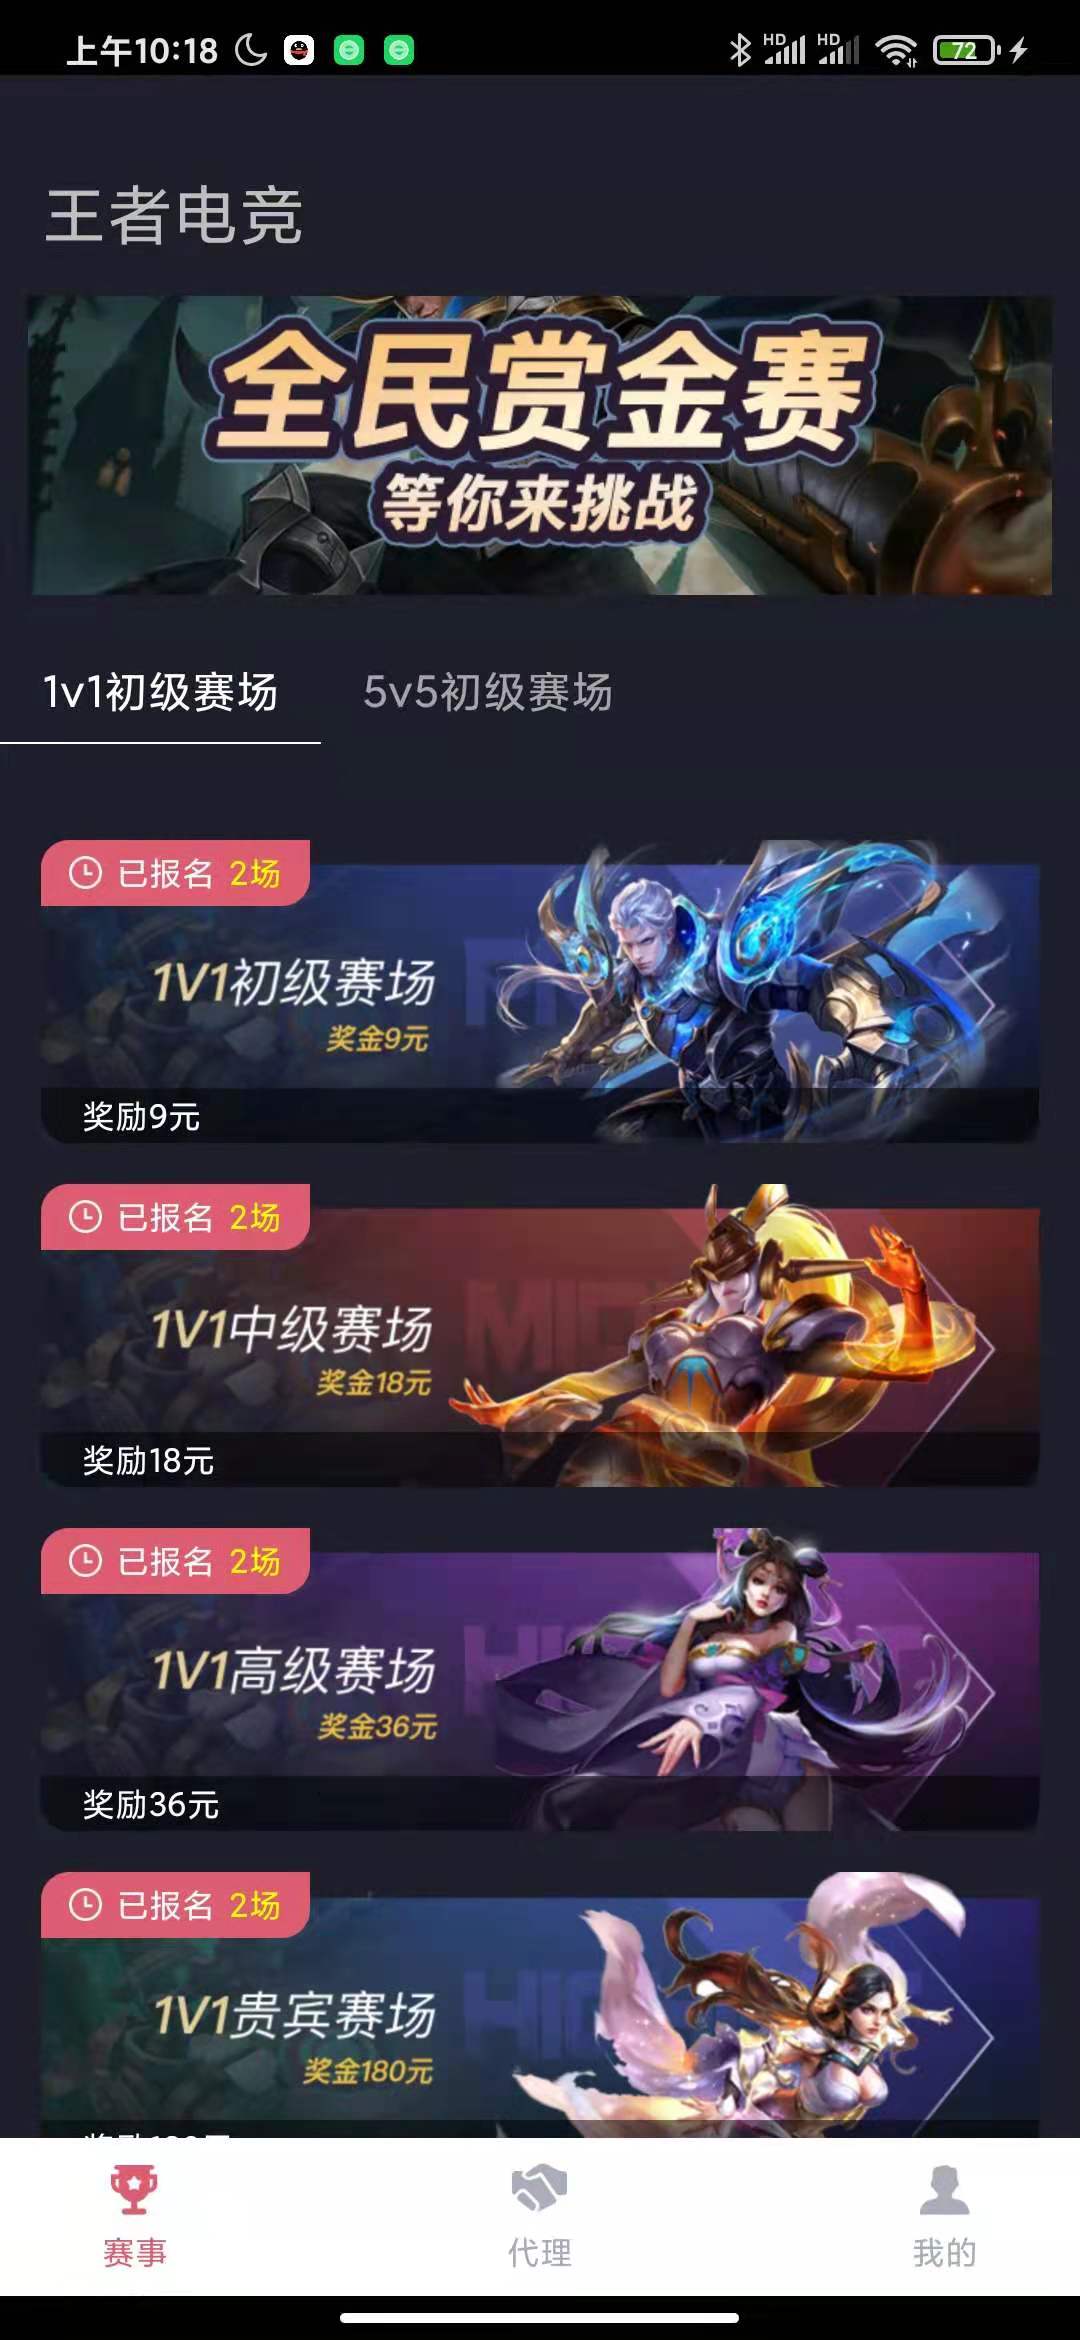 上午10:18
HD
HD
72
王者电竞
全民赏金赛
等你来挑战
1v1初级赛场
5v5初级赛场
已报名 2场
1V1初级赛场
奖金9元
奖励9元
已报名 2场
1V1中级赛场
奖金18元
奖励18元
已报名 2场
1V1高级赛场
奖金36元
奖励36元
已报名 2场
1V1贵宾赛场
奖金180元
赛事
代理
我的